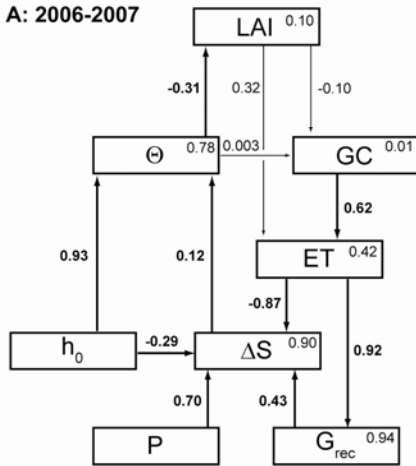 A: 2006-2007
LAI 0.10
-0.31 0.32 -0.10
Θ 0.78 0.003 GC 0.01
0.93 0.12 0.62
ET 0.42
-0.87 0.92
h0 -0.29 ΔS 0.90
0.70 0.43
P Grec 0.94